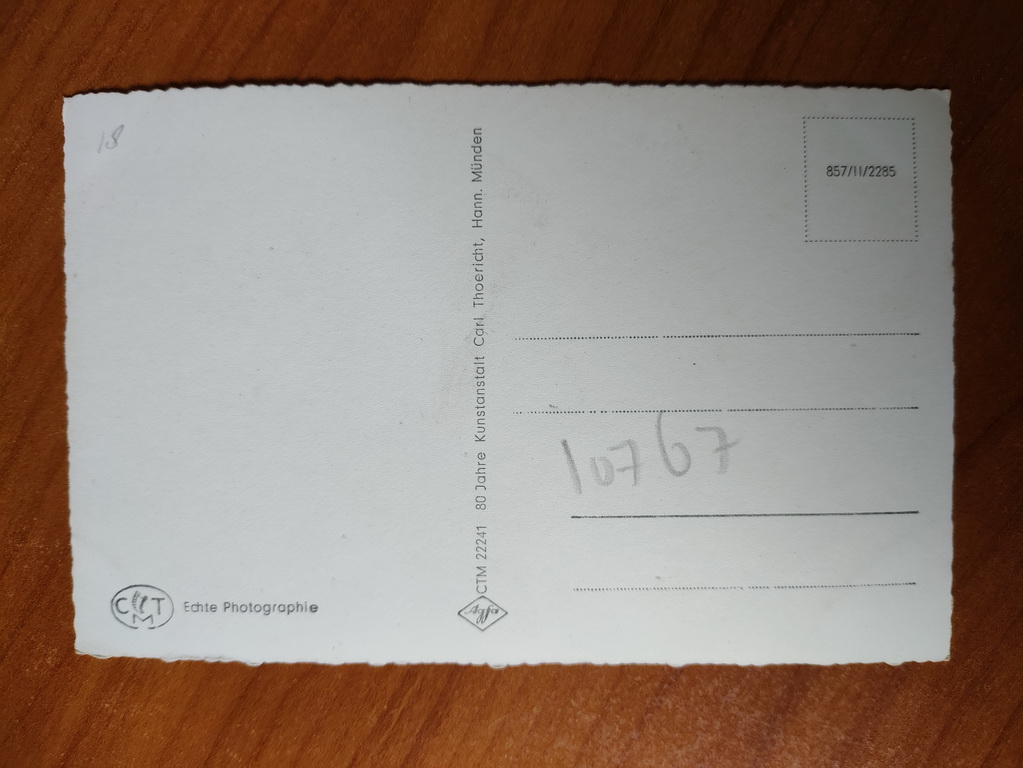 18
857/II/2285
CTM 22241 80 Jahre Kunstanstalt Carl Thoericht, Hann. Münden
Agfa
10767
CTM Echte Photographie